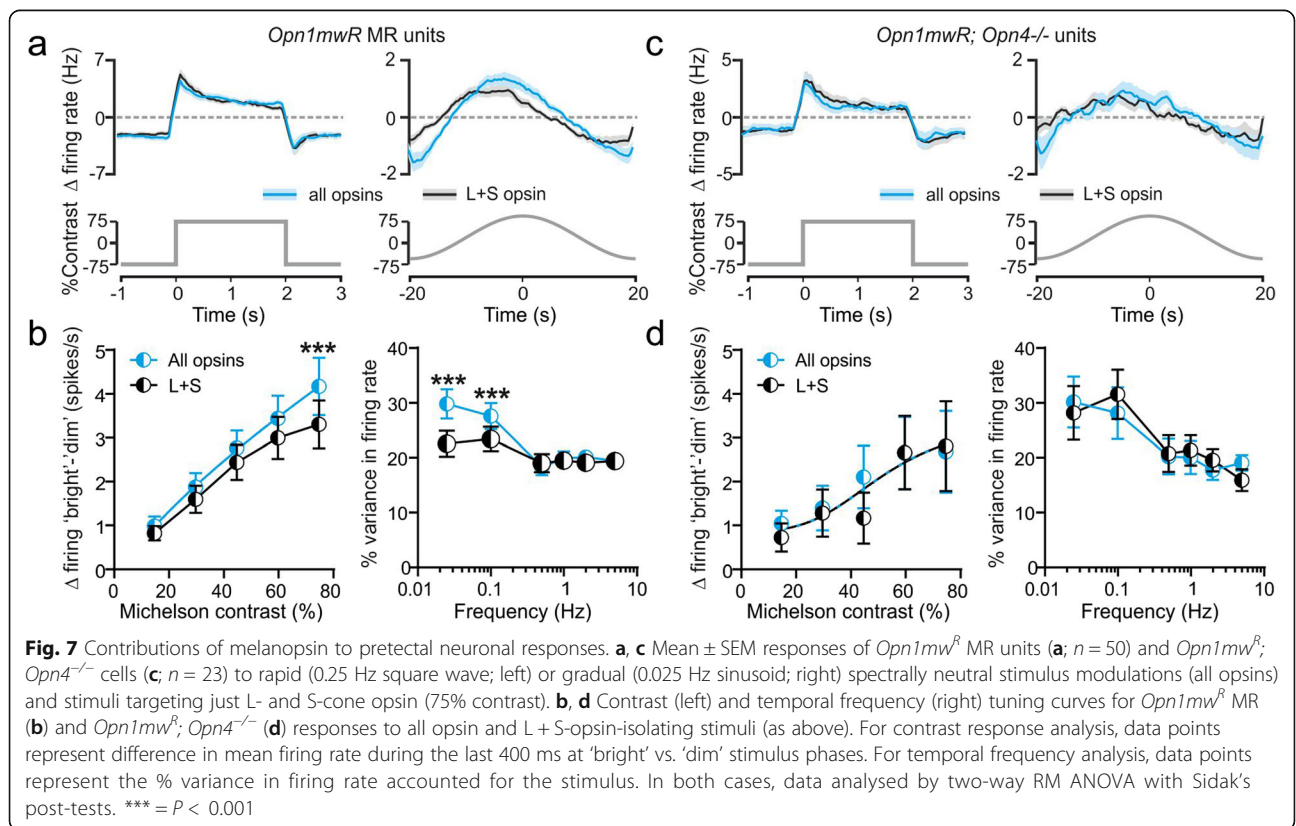 a
Opn1mwR MR units
c
Opn1mwR; Opn4-/- units
Δ firing rate (Hz)
7
0
-7
2
0
-2
Δ firing rate (Hz)
5
0
-5
2
0
-2
all opsins
L+S opsin
all opsins
L+S opsin
%Contrast
75
0
-75
75
0
-75
%Contrast
75
0
-75
75
0
-75
-1 0 1 2 3
-20 0 20
-1 0 1 2 3
-20 0 20
Time (s)
Time (s)
Time (s)
Time (s)
b
Δ firing 'bright'-'dim' (spikes/s)
5
4
3
2
1
0
All opsins
L+S
***
0 20 40 60 80
Michelson contrast (%)
% variance in firing rate
40
30
20
10
0
*** ***
0.01 0.1 1 10
Frequency (Hz)
d
Δ firing 'bright'-'dim' (spikes/s)
5
4
3
2
1
0
All opsins
L+S
0 20 40 60 80
Michelson contrast (%)
% variance in firing rate
40
30
20
10
0
0.01 0.1 1 10
Frequency (Hz)
Fig. 7 Contributions of melanopsin to pretectal neuronal responses. a, c Mean ± SEM responses of Opn1mwᴿ MR units (a; n = 50) and Opn1mwᴿ;
Opn4⁻/⁻ cells (c; n = 23) to rapid (0.25 Hz square wave; left) or gradual (0.025 Hz sinusoid; right) spectrally neutral stimulus modulations (all opsins)
and stimuli targeting just L- and S-cone opsin (75% contrast). b, d Contrast (left) and temporal frequency (right) tuning curves for Opn1mwᴿ MR
(b) and Opn1mwᴿ; Opn4⁻/⁻ (d) responses to all opsin and L + S-opsin-isolating stimuli (as above). For contrast response analysis, data points
represent difference in mean firing rate during the last 400 ms at 'bright' vs. 'dim' stimulus phases. For temporal frequency analysis, data points
represent the % variance in firing rate accounted for the stimulus. In both cases, data analysed by two-way RM ANOVA with Sidak's
post-tests. *** = P < 0.001